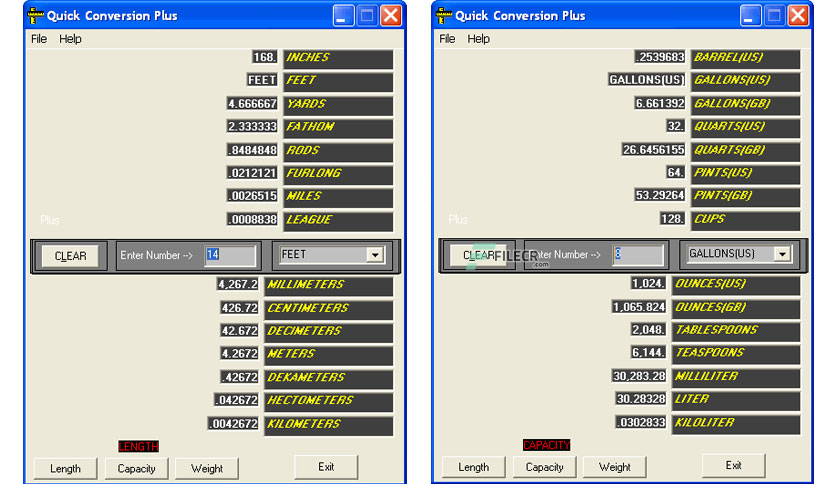 Quick Conversion Plus
File Help
168. INCHES
FEET FEET
4.666667 YARDS
2.333333 FATHOM
.8484848 RODS
.0212121 FURLONG
.0026515 MILES
Plus .0008838 LEAGUE
CLEAR Enter Number --> 14 FEET
4,267.2 MILLIMETERS
426.72 CENTIMETERS
42.672 DECIMETERS
4.2672 METERS
.42672 DEKAMETERS
.042672 HECTOMETERS
.0042672 KILOMETERS
LENGTH
Length Capacity Weight Exit
Quick Conversion Plus
File Help
.2539683 BARREL(US)
GALLONS(US) GALLONS(US)
6.661392 GALLONS(GB)
32. QUARTS(US)
26.6456155 QUARTS(GB)
64. PINTS(US)
53.29264 PINTS(GB)
Plus 128. CUPS
CLEAR FILECR .com Enter Number --> 8 GALLONS(US)
1,024. OUNCES(US)
1,065.824 OUNCES(GB)
2,048. TABLESPOONS
6,144. TEASPOONS
30,283.28 MILLILITER
30.28328 LITER
.0302833 KILOLITER
CAPACITY
Length Capacity Weight Exit